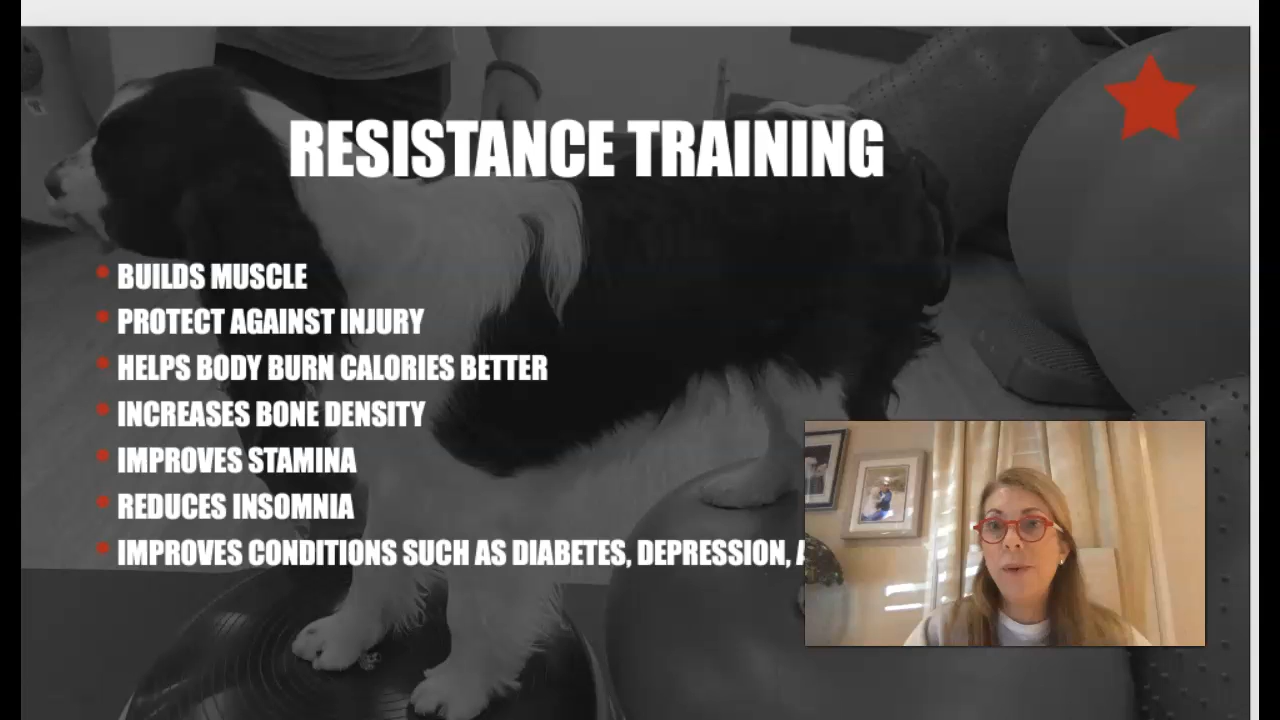 RESISTANCE TRAINING
BUILDS MUSCLE
PROTECT AGAINST INJURY
HELPS BODY BURN CALORIES BETTER
INCREASES BONE DENSITY
IMPROVES STAMINA
REDUCES INSOMNIA
IMPROVES CONDITIONS SUCH AS DIABETES, DEPRESSION,